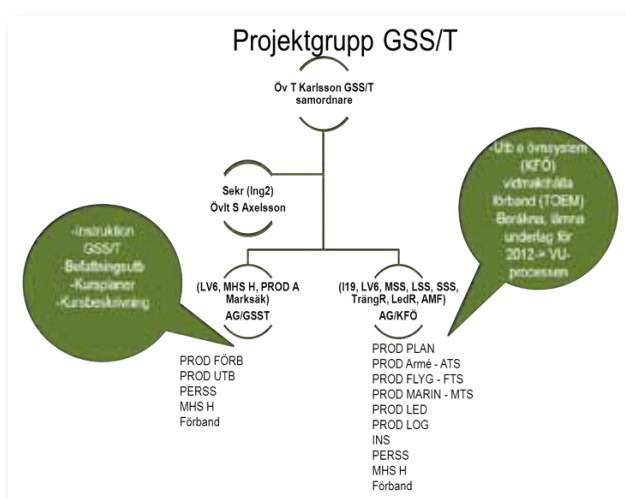 Projektgrupp GSS/T
Öv T Karlsson GSS/T
samordnare
Sekr (Ing2)
Övlt S Axelsson
-Instruktion
GSS/T
-Befattningsutb
-Kursplaner
-Kursbeskrivning
-Utb o övnsystem
(KFÖ)
vidmakthålla
förband (TOEM)
-Beräkna, lämna
underlag för
2012-> VU-
processen
(LV6, MHS H, PROD A
Marksäk)
AG/GSST
PROD FÖRB
PROD UTB
PERSS
MHS H
Förband
(I19, LV6, MSS, LSS, SSS,
TrängR, LedR, AMF)
AG/KFÖ
PROD PLAN
PROD Armé - ATS
PROD FLYG - FTS
PROD MARIN - MTS
PROD LED
PROD LOG
INS
PERSS
MHS H
Förband